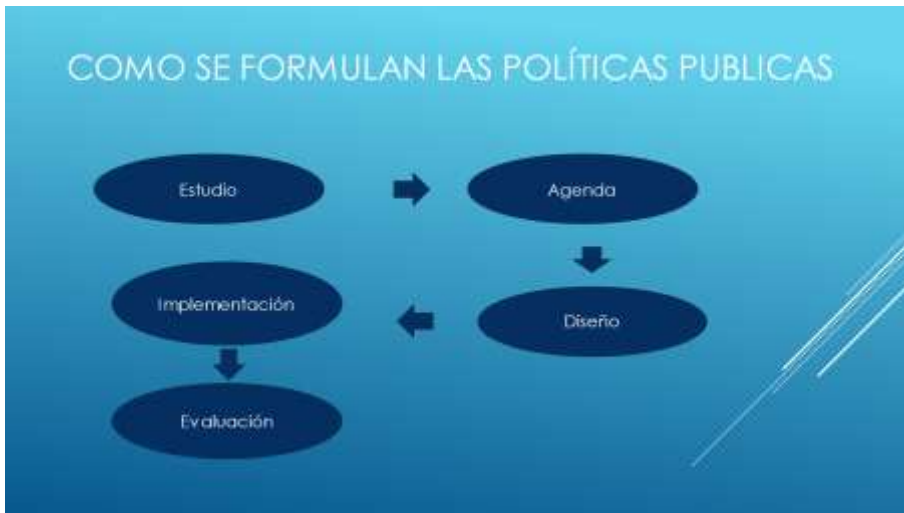 COMO SE FORMULAN LAS POLÍTICAS PUBLICAS
Estudio
Agenda
Diseño
Implementación
Evaluación